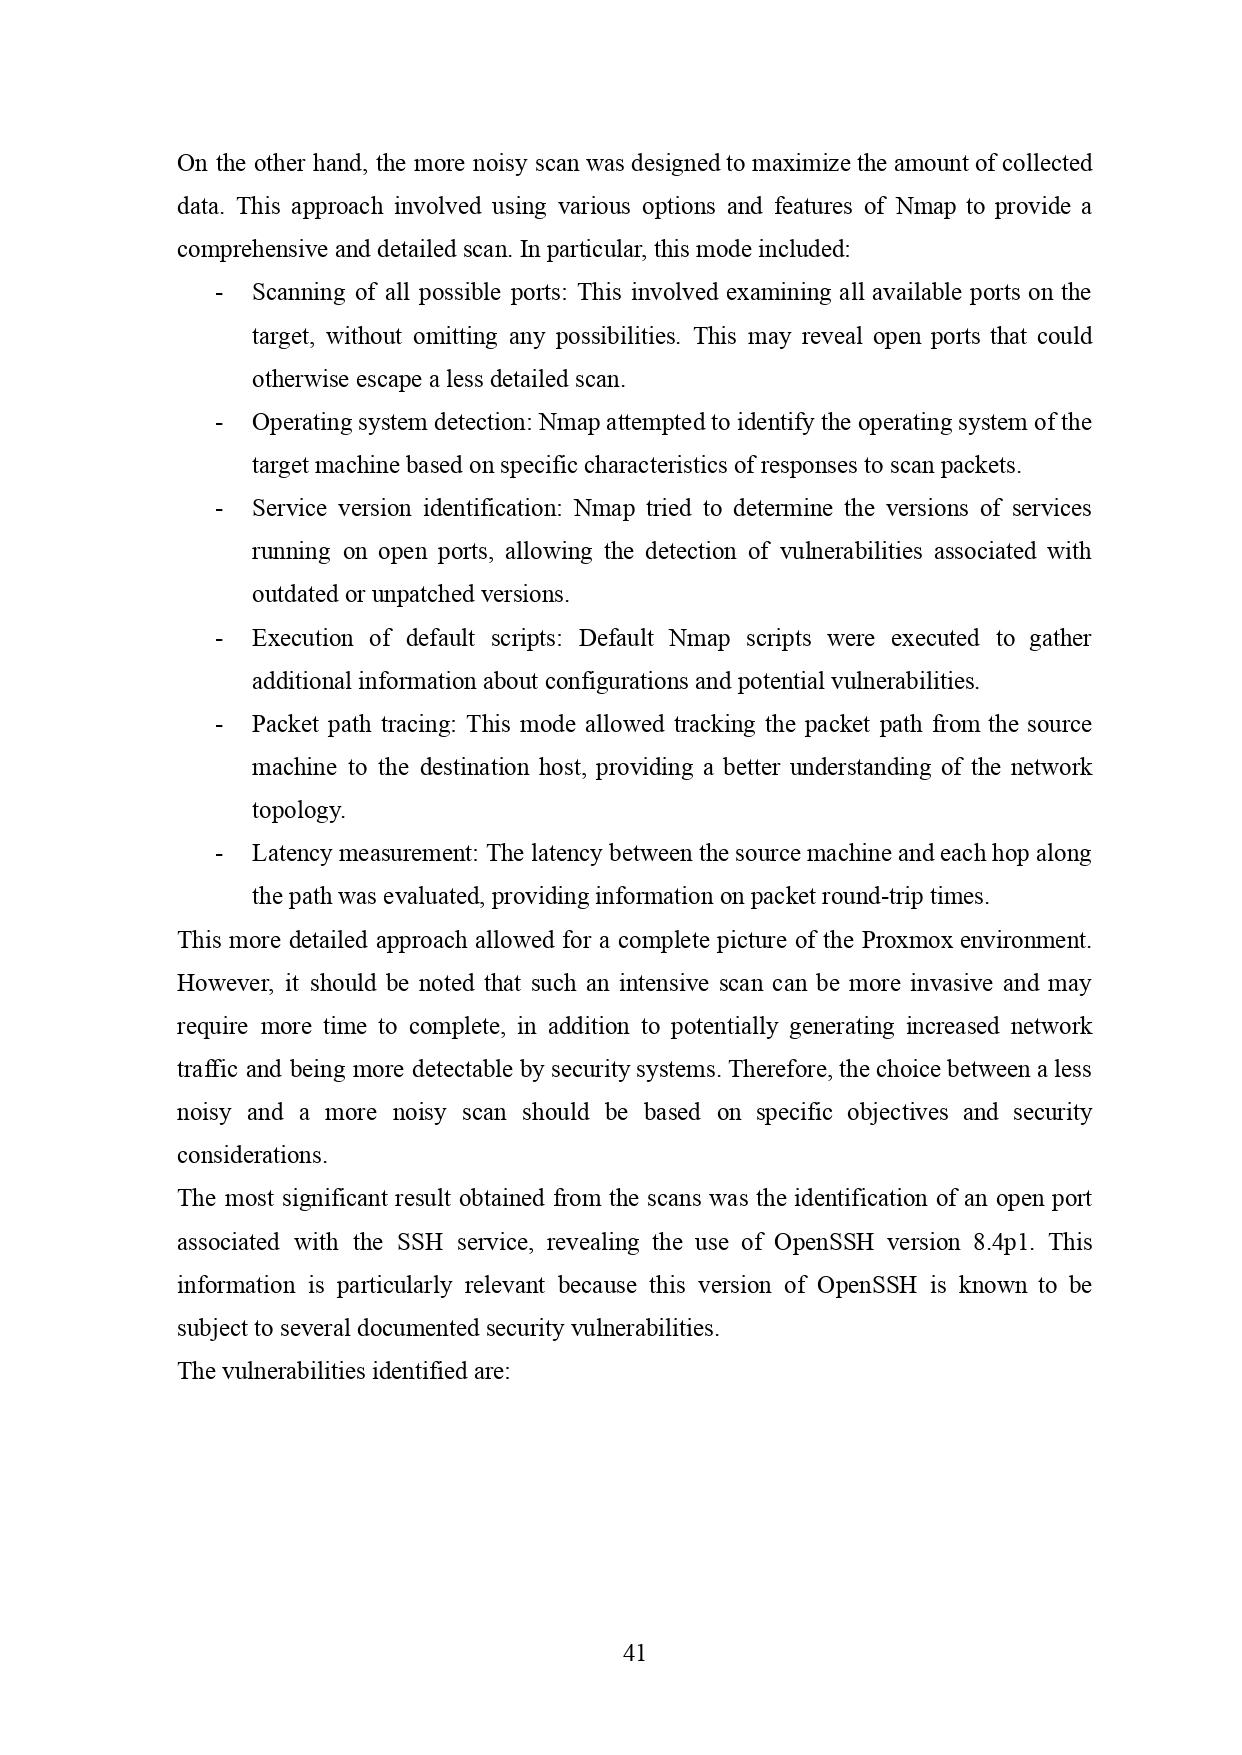 On the other hand, the more noisy scan was designed to maximize the amount of collected
data. This approach involved using various options and features of Nmap to provide a
comprehensive and detailed scan. In particular, this mode included:
- Scanning of all possible ports: This involved examining all available ports on the
target, without omitting any possibilities. This may reveal open ports that could
otherwise escape a less detailed scan.
- Operating system detection: Nmap attempted to identify the operating system of the
target machine based on specific characteristics of responses to scan packets.
- Service version identification: Nmap tried to determine the versions of services
running on open ports, allowing the detection of vulnerabilities associated with
outdated or unpatched versions.
- Execution of default scripts: Default Nmap scripts were executed to gather
additional information about configurations and potential vulnerabilities.
- Packet path tracing: This mode allowed tracking the packet path from the source
machine to the destination host, providing a better understanding of the network
topology.
- Latency measurement: The latency between the source machine and each hop along
the path was evaluated, providing information on packet round-trip times.
This more detailed approach allowed for a complete picture of the Proxmox environment.
However, it should be noted that such an intensive scan can be more invasive and may
require more time to complete, in addition to potentially generating increased network
traffic and being more detectable by security systems. Therefore, the choice between a less
noisy and a more noisy scan should be based on specific objectives and security
considerations.
The most significant result obtained from the scans was the identification of an open port
associated with the SSH service, revealing the use of OpenSSH version 8.4p1. This
information is particularly relevant because this version of OpenSSH is known to be
subject to several documented security vulnerabilities.
The vulnerabilities identified are:
41